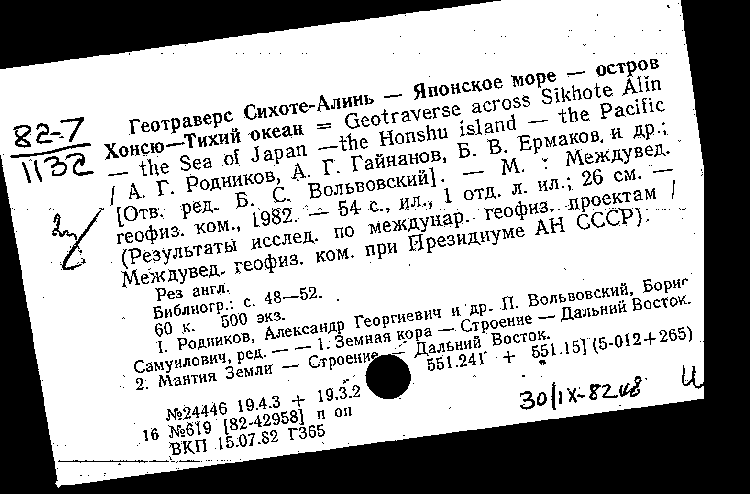 82-7
1132
Геотраверс Сихоте-Алинь — Японское море — остров
Хонсю—Тихий океан = Geotraverse across Sikhote Alin
— the Sea of Japan —the Honshu island — the Pacific
/ А. Г. Родников, А. Г. Гайнанов, Б. В. Ермаков, и др.;
[Отв. ред. Б. С. Вольвовский]. — М. : Междувед.
геофиз. ком., 1982. — 54 с., ил., 1 отд. л. ил.; 26 см. —
(Результаты исслед. по междунар. геофиз. проектам /
Междувед. геофиз. ком. при Президиуме АН СССР).
Рез англ.
Библиогр.: с. 48—52.
60 к. 500 экз.
I. Родников, Александр Георгиевич и др. П. Вольвовский, Борис
Самуилович, ред. — — 1. Земная кора — Строение — Дальний Восток.
2. Мантия Земли — Строение — Дальний Восток.
551.241 + 551.15] (5-012+265)
№24446 19.4.3 + 19.3.2
16 №619 [82-42958] п оп
ВКП 15.07.82 Г365
30/IX-82